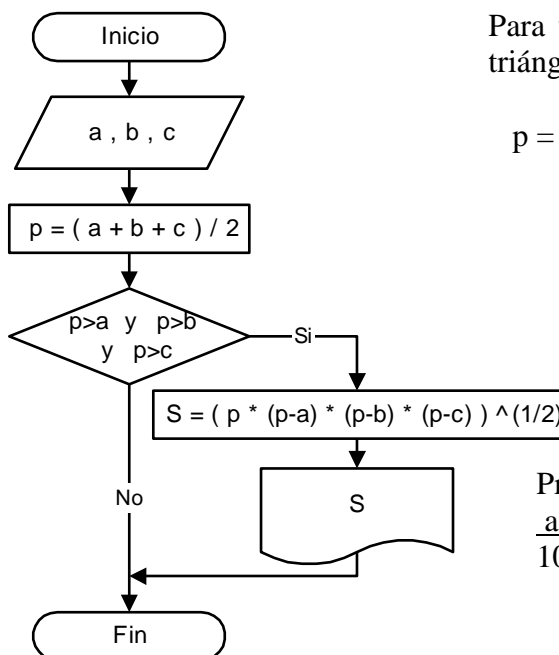 Inicio
Para
triáng
a , b , c
p =
p = ( a + b + c ) / 2
p>a y p>b
y p>c
Si
S = ( p * (p-a) * (p-b) * (p-c) ) ^(1/2)
No
S
Pr
a
10
Fin